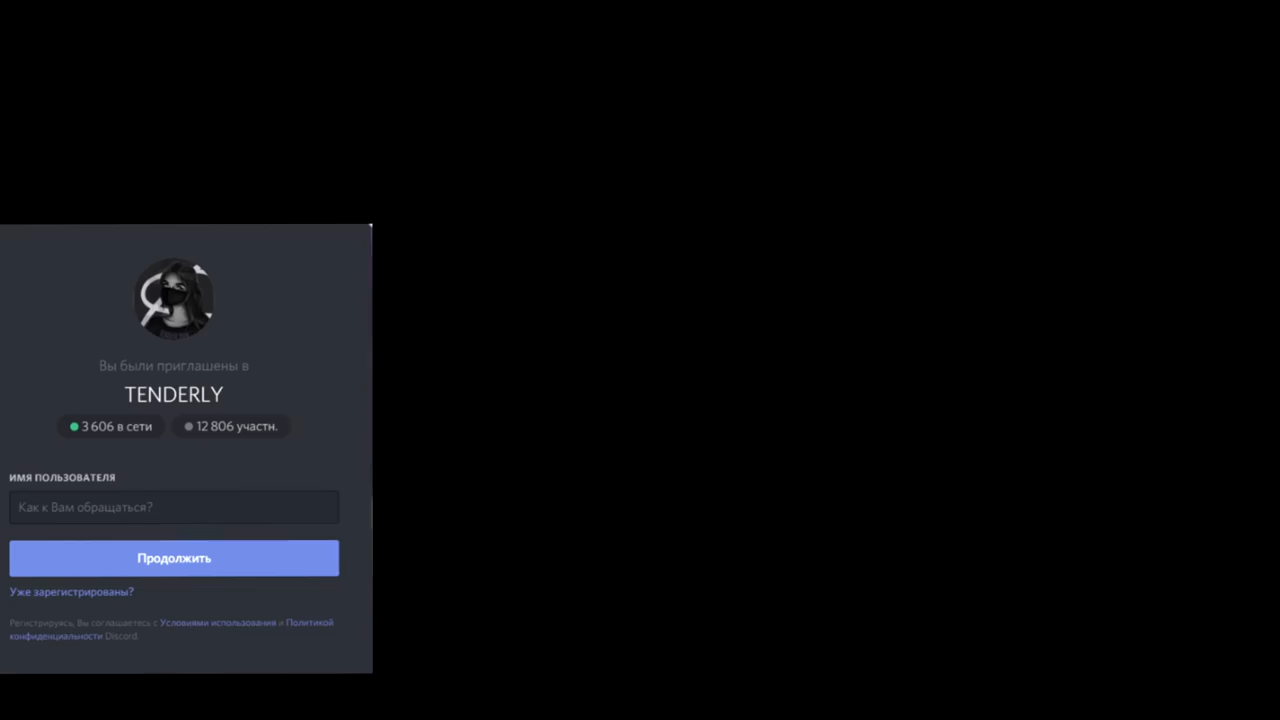 Вы были приглашены в
TENDERLY
3 606 в сети
12 806 участн.
ИМЯ ПОЛЬЗОВАТЕЛЯ
Как к Вам обращаться?
Продолжить
Уже зарегистрированы?
Регистрируясь, Вы соглашаетесь с Условиями использования и Политикой
конфиденциальности Discord.